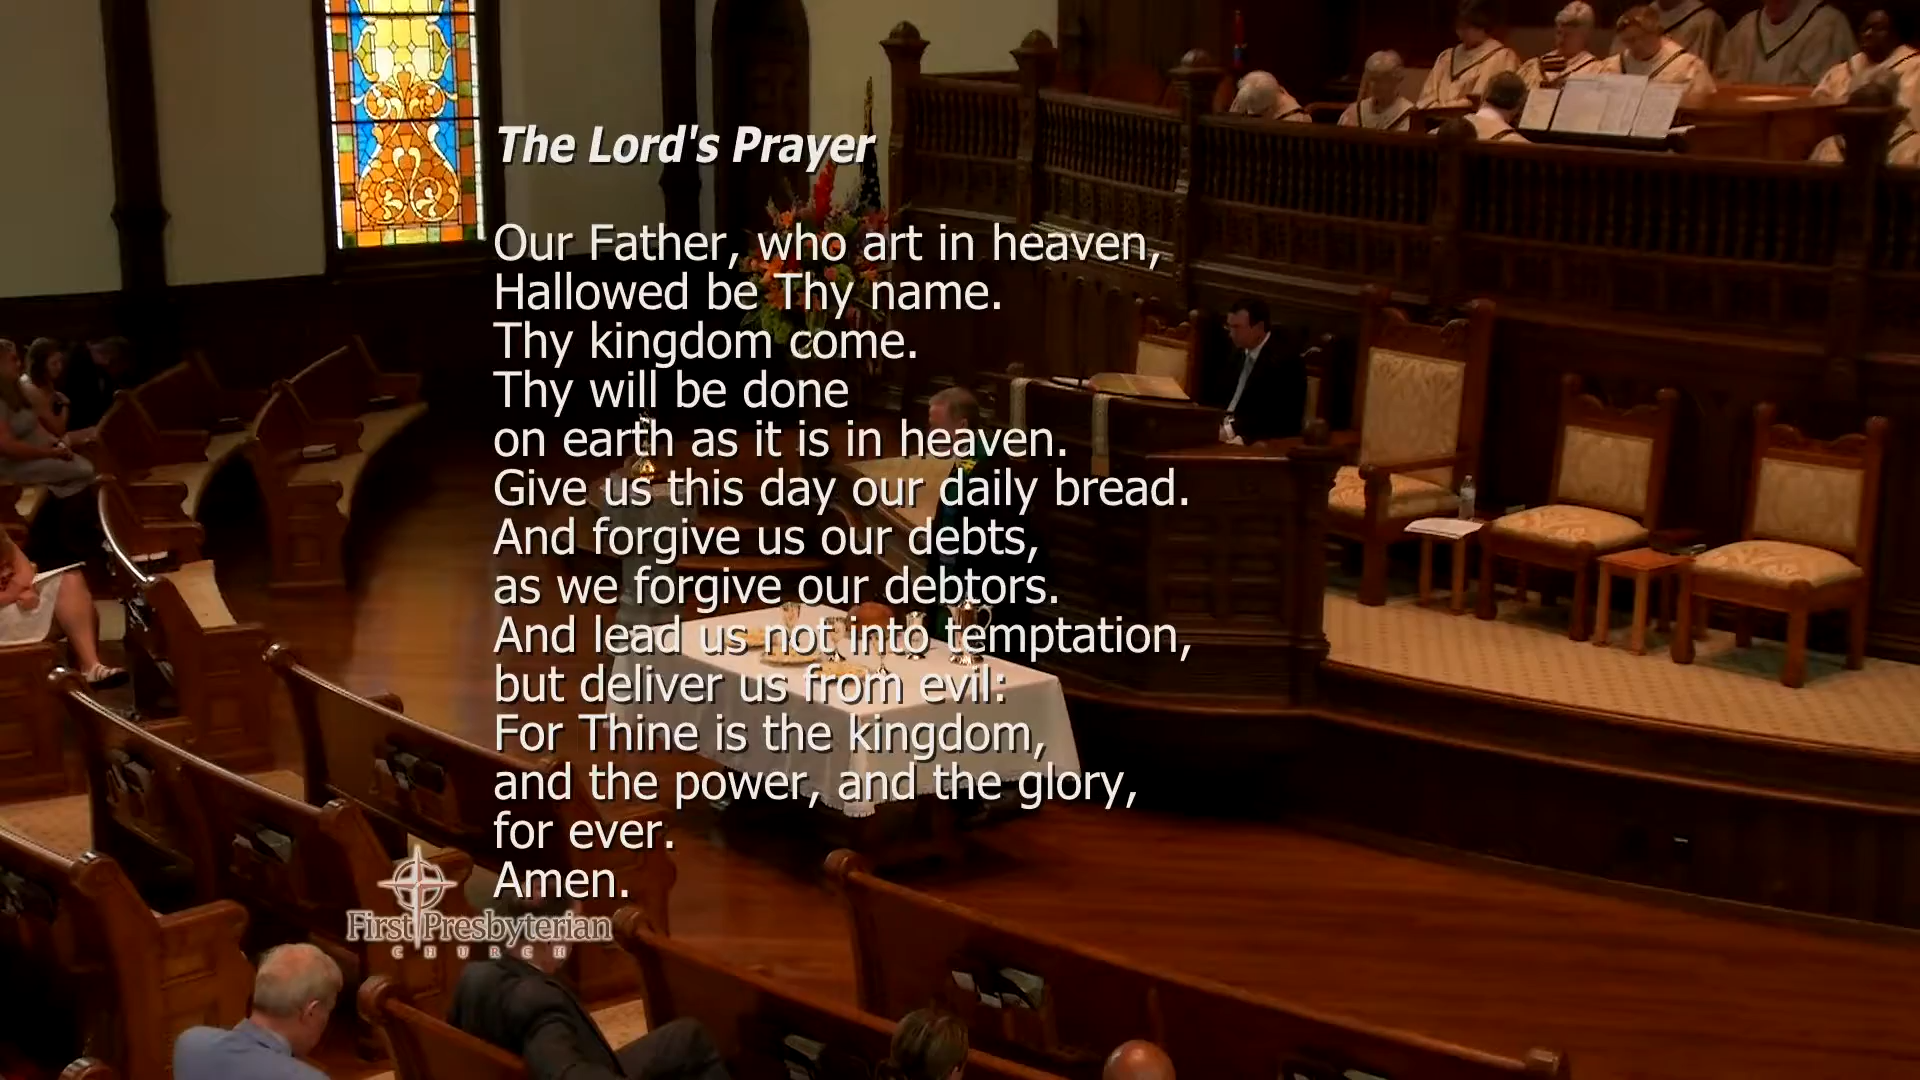 The Lord's Prayer
Our Father, who art in heaven,
Hallowed be Thy name.
Thy kingdom come.
Thy will be done
on earth as it is in heaven.
Give us this day our daily bread.
And forgive us our debts,
as we forgive our debtors.
And lead us not into temptation,
but deliver us from evil:
For Thine is the kingdom,
and the power, and the glory,
for ever.
Amen.
First Presbyterian
CHURCH